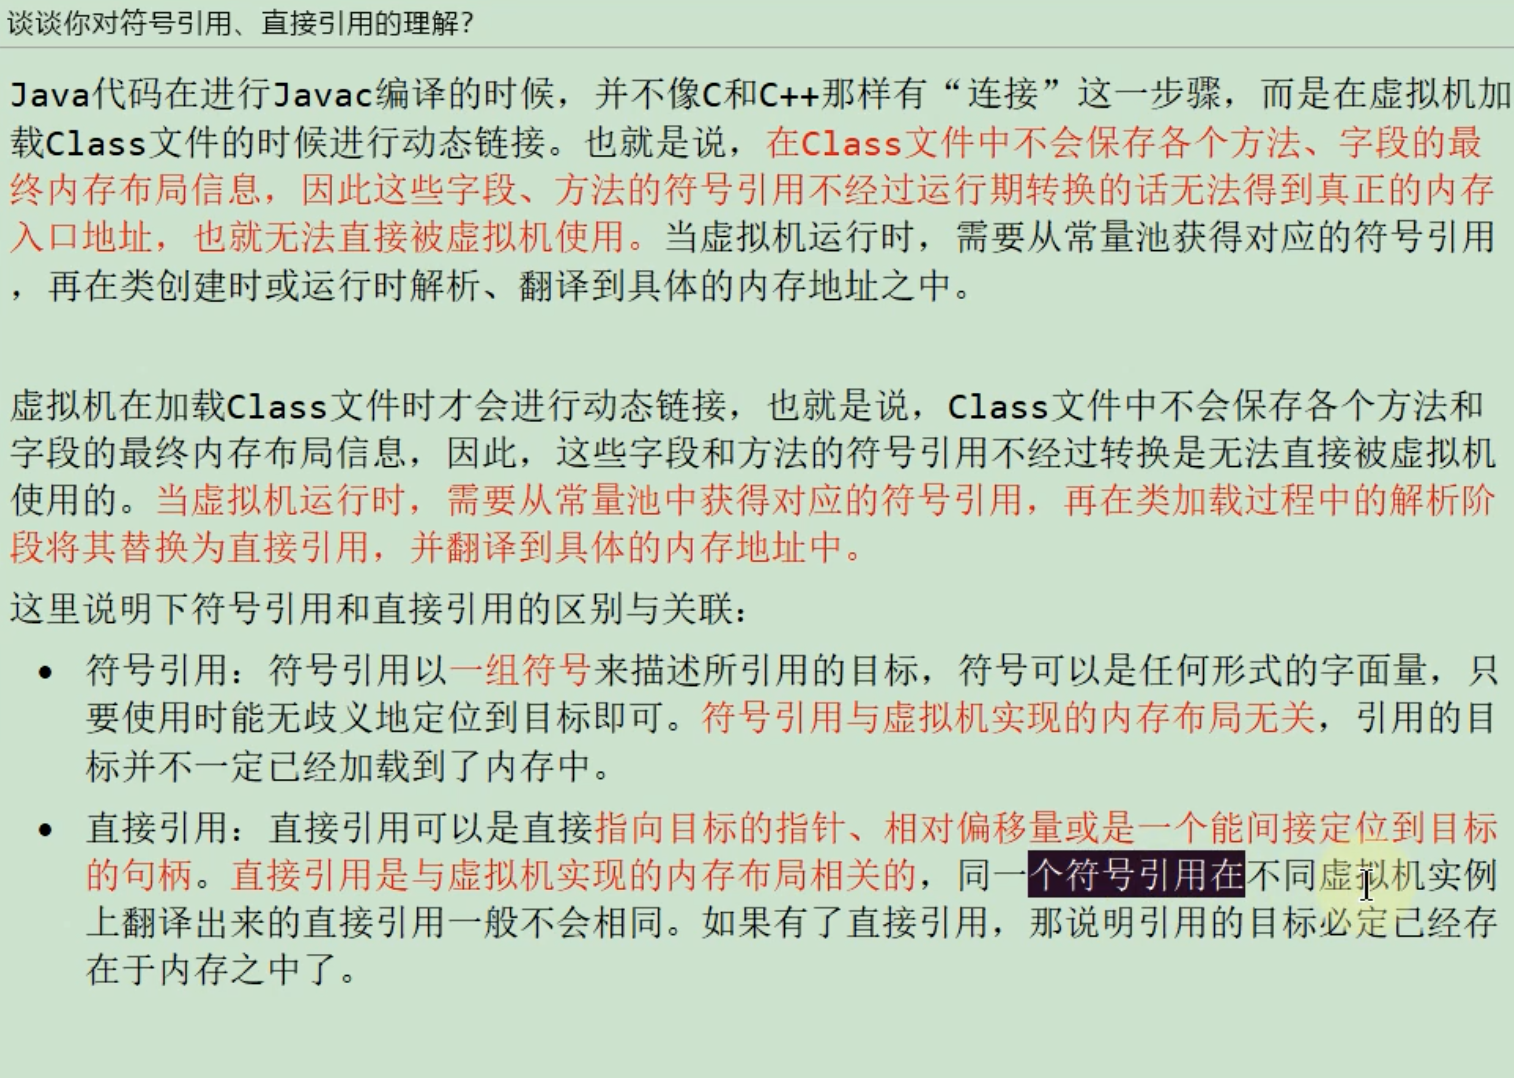 谈谈你对符号引用、直接引用的理解？
Java代码在进行Javac编译的时候，并不像C和C++那样有“连接”这一步骤，而是在虚拟机加
载Class文件的时候进行动态链接。也就是说，在Class文件中不会保存各个方法、字段的最
终内存布局信息，因此这些字段、方法的符号引用不经过运行期转换的话无法得到真正的内存
入口地址，也就无法直接被虚拟机使用。当虚拟机运行时，需要从常量池获得对应的符号引用
，再在类创建时或运行时解析、翻译到具体的内存地址之中。
虚拟机在加载Class文件时才会进行动态链接，也就是说，Class文件中不会保存各个方法和
字段的最终内存布局信息，因此，这些字段和方法的符号引用不经过转换是无法直接被虚拟机
使用的。当虚拟机运行时，需要从常量池中获得对应的符号引用，再在类加载过程中的解析阶
段将其替换为直接引用，并翻译到具体的内存地址中。
这里说明下符号引用和直接引用的区别与关联：
• 符号引用：符号引用以一组符号来描述所引用的目标，符号可以是任何形式的字面量，只
要使用时能无歧义地定位到目标即可。符号引用与虚拟机实现的内存布局无关，引用的目
标并不一定已经加载到了内存中。
• 直接引用：直接引用可以是直接指向目标的指针、相对偏移量或是一个能间接定位到目标
的句柄。直接引用是与虚拟机实现的内存布局相关的，同一个符号引用在不同虚拟机实例
上翻译出来的直接引用一般不会相同。如果有了直接引用，那说明引用的目标必定已经存
在于内存之中了。